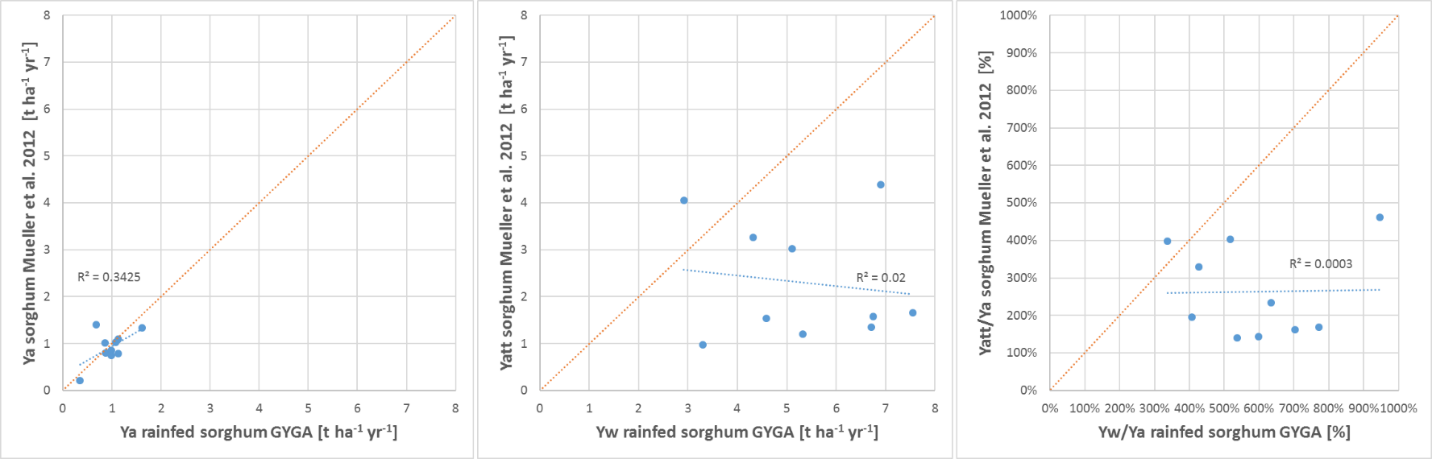 Ya sorghum Mueller et al. 2012 [t ha⁻¹ yr⁻¹]
8
7
6
5
4
3
2
1
0
R² = 0.3425
0 1 2 3 4 5 6 7 8
Ya rainfed sorghum GYGA [t ha⁻¹ yr⁻¹]
Yatt sorghum Mueller et al. 2012 [t ha⁻¹ yr⁻¹]
8
7
6
5
4
3
2
1
0
R² = 0.02
0 1 2 3 4 5 6 7 8
Yw rainfed sorghum GYGA [t ha⁻¹ yr⁻¹]
Yatt/Ya sorghum Mueller et al. 2012 [%]
1000%
900%
800%
700%
600%
500%
400%
300%
200%
100%
0%
R² = 0.0003
0% 100% 200% 300% 400% 500% 600% 700% 800% 900% 1000%
Yw/Ya rainfed sorghum GYGA [%]